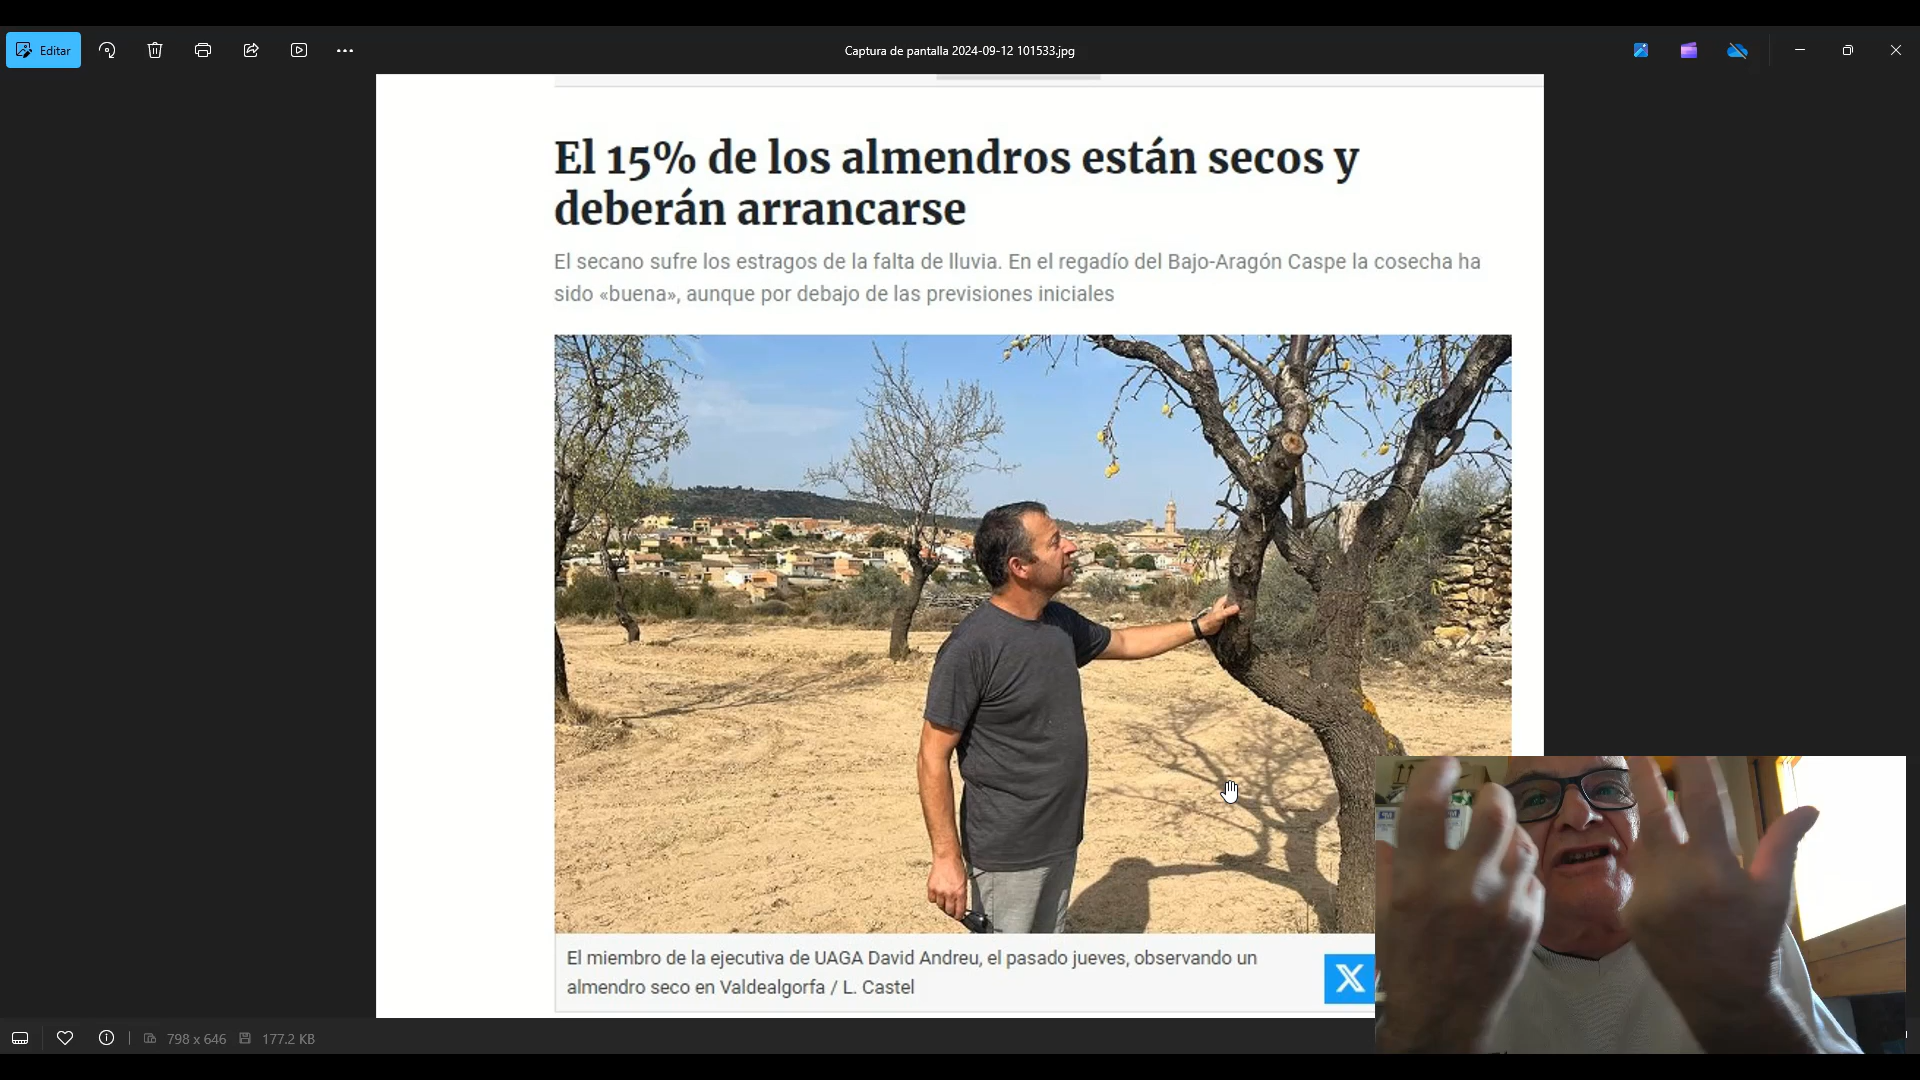 Editar
Captura de pantalla 2024-09-12 101533.jpg
El 15% de los almendros están secos y
deberán arrancarse
El secano sufre los estragos de la falta de lluvia. En el regadío del Bajo-Aragón Caspe la cosecha ha
sido «buena», aunque por debajo de las previsiones iniciales
El miembro de la ejecutiva de UAGA David Andreu, el pasado jueves, observando un
almendro seco en Valdealgorfa / L. Castel
798 x 646
177.2 KB